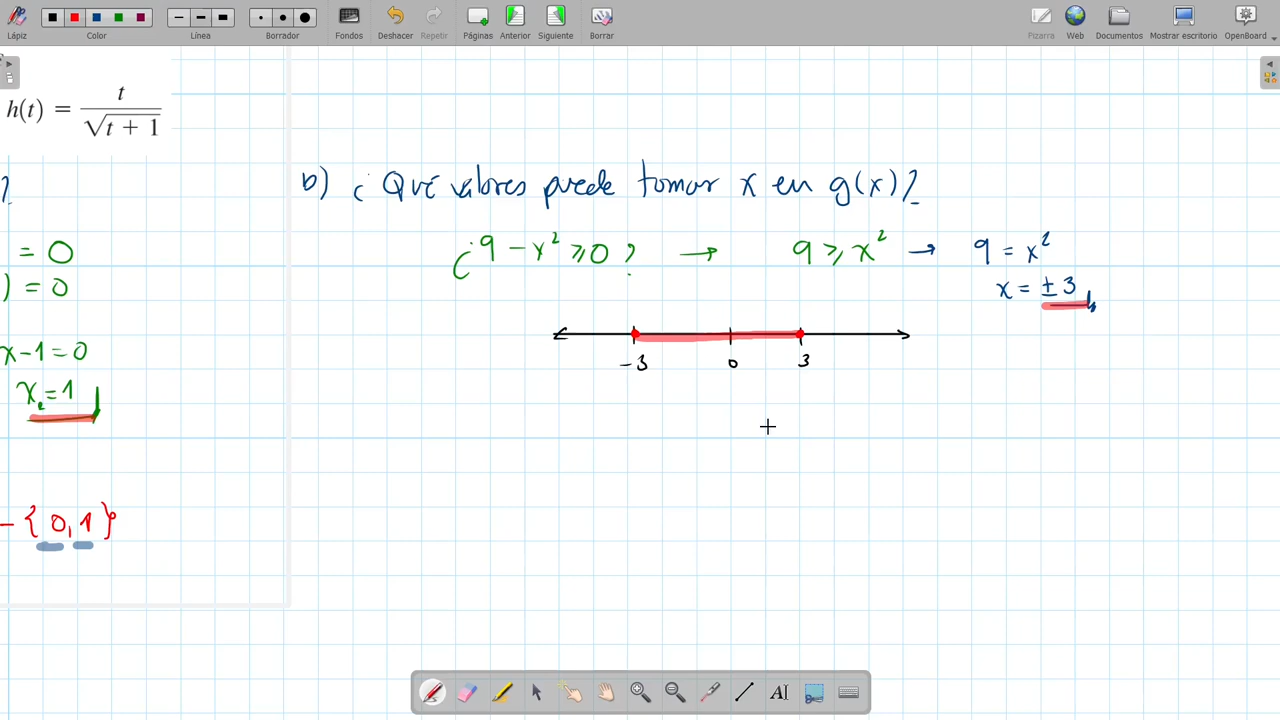 Lápiz Color Línea Borrador Fondos Deshacer Repetir Páginas Anterior Siguiente Borrar Pizarra Web Documentos Mostrar escritorio OpenBoard
h(t) = t / √(t + 1)
?
= 0
) = 0
x-1=0
x=1
- {0,1}
b) ¿Qué valores puede tomar x en g(x)?
¿9 - x² ≥ 0? → 9 ≥ x² → 9 = x²
x = ± 3
-3 0 3